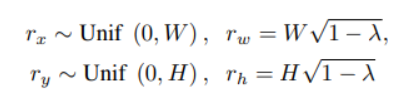 r_x ∼ Unif (0, W) , r_w = W√(1 − λ),
r_y ∼ Unif (0, H) , r_h = H√(1 − λ)